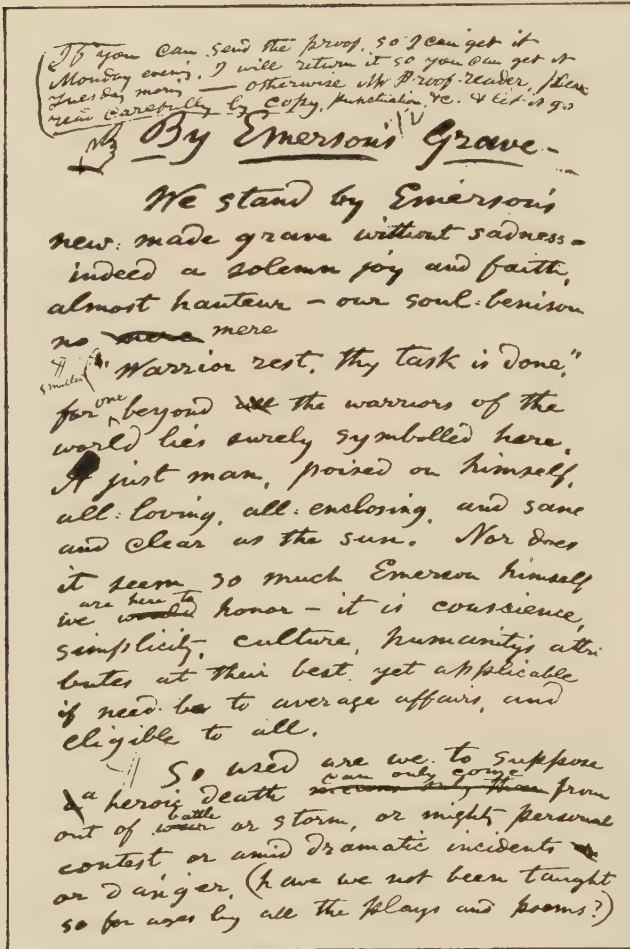 If you can send the proof, so I can get it
Monday even'g, I will return it so you can get it
Tuesday morn'g — otherwise Mr Proof-reader, please
read carefully by copy, punctuation &c. & let it go
By Emerson's Grave —
We stand by Emerson's
new-made grave without sadness —
indeed a solemn joy and faith,
almost hauteur — our soul-benison
no mere mere
"Warrior rest, thy task is done,"
smaller
for one beyond all the warriors of the
world lies surely symboll'd here.
A just man, poised on himself,
all-loving, all-enclosing, and sane
and clear as the sun. Nor does
it seem so much Emerson himself
are here to
we honor — it is conscience,
simplicity, culture, humanity's attri
butes at their best, yet applicable
if need be to average affairs, and
eligible to all.
So used are we to suppose
can only come
a heroic death from
battle
out of war or storm, or mighty personal
contest or amid dramatic incidents
or danger, (have we not been taught
so for ages by all the plays and poems?)